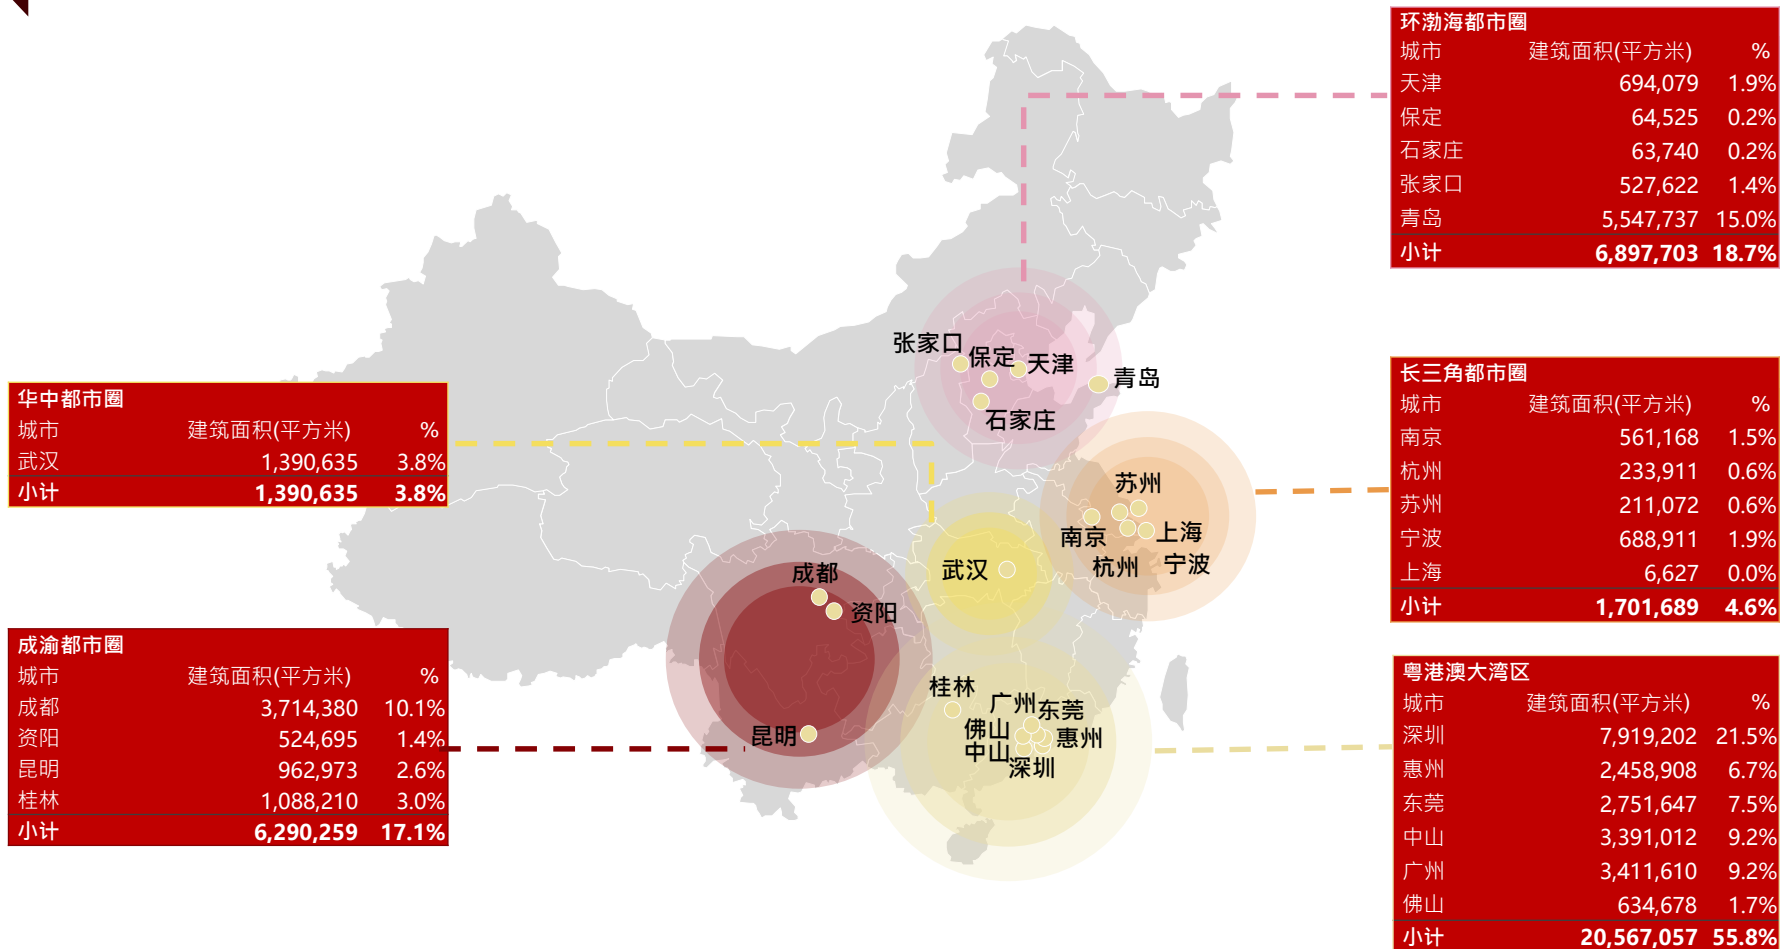 环渤海都市圈
城市 建筑面积(平方米) %
天津 694,079 1.9%
保定 64,525 0.2%
石家庄 63,740 0.2%
张家口 527,622 1.4%
青岛 5,547,737 15.0%
小计 6,897,703 18.7%
张家口
保定
天津
青岛
石家庄
华中都市圈
城市 建筑面积(平方米) %
武汉 1,390,635 3.8%
小计 1,390,635 3.8%
长三角都市圈
城市 建筑面积(平方米) %
南京 561,168 1.5%
杭州 233,911 0.6%
苏州 211,072 0.6%
宁波 688,911 1.9%
上海 6,627 0.0%
小计 1,701,689 4.6%
苏州
南京
上海
杭州
宁波
武汉
成都
资阳
昆明
成渝都市圈
城市 建筑面积(平方米) %
成都 3,714,380 10.1%
资阳 524,695 1.4%
昆明 962,973 2.6%
桂林 1,088,210 3.0%
小计 6,290,259 17.1%
桂林
广州
东莞
佛山
惠州
中山
深圳
粤港澳大湾区
城市 建筑面积(平方米) %
深圳 7,919,202 21.5%
惠州 2,458,908 6.7%
东莞 2,751,647 7.5%
中山 3,391,012 9.2%
广州 3,411,610 9.2%
佛山 634,678 1.7%
小计 20,567,057 55.8%